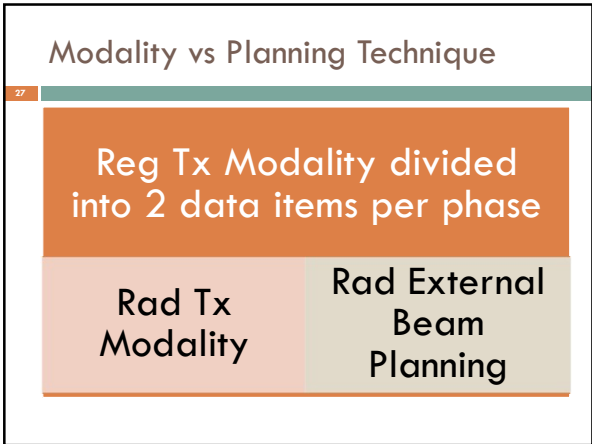 Modality vs Planning Technique
27
Reg Tx Modality divided
into 2 data items per phase
Rad Tx
Modality
Rad External
Beam
Planning